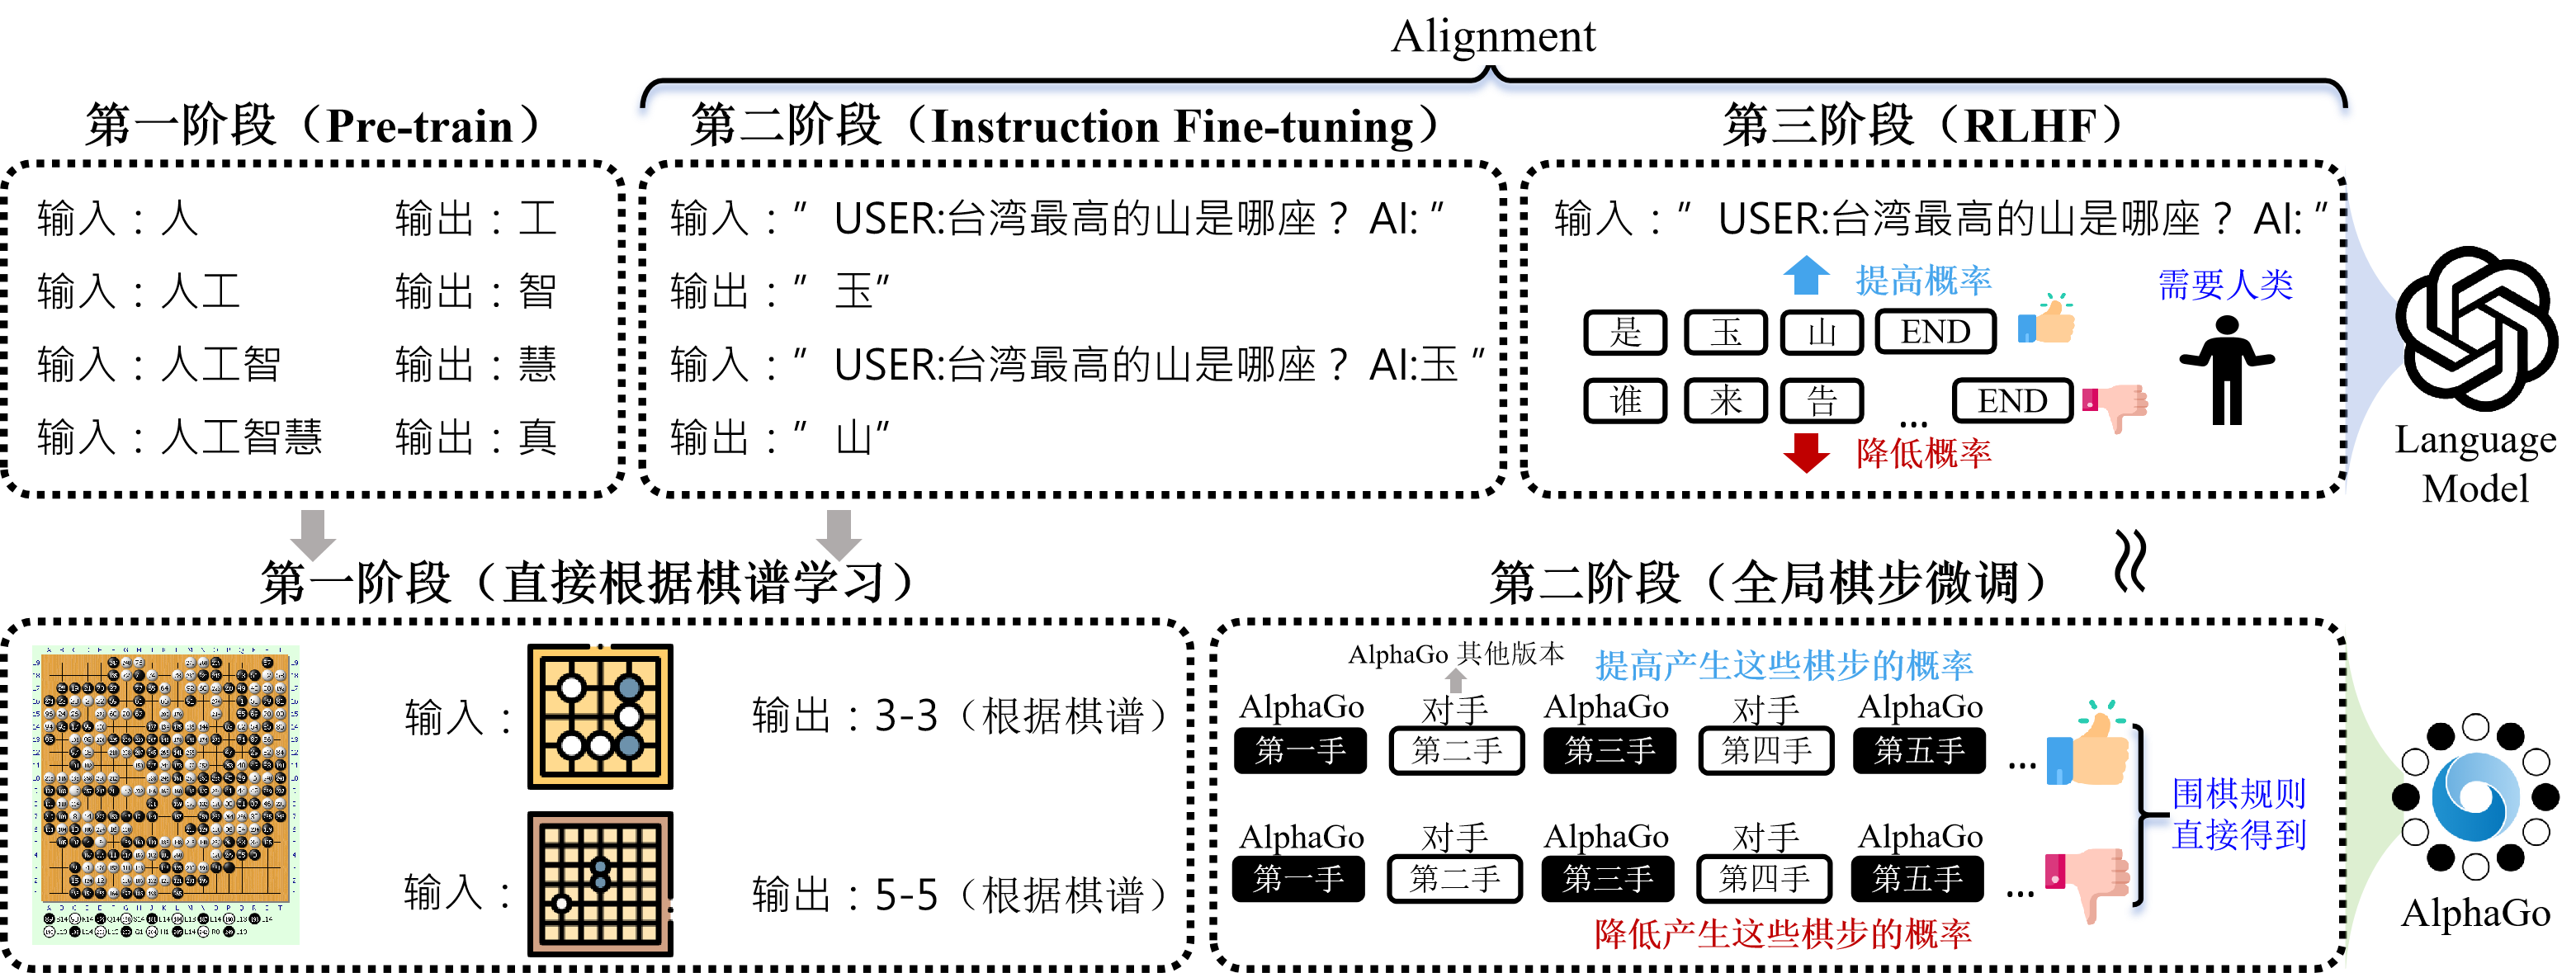 Alignment
第一阶段（Pre-train）
第二阶段（Instruction Fine-tuning）
第三阶段（RLHF）
输入：人 输出：工
输入：人工 输出：智
输入：人工智 输出：慧
输入：人工智慧 输出：真
输入：” USER:台湾最高的山是哪座？ AI: ”
输出：” 玉”
输入：” USER:台湾最高的山是哪座？ AI:玉 ”
输出：” 山”
输入：” USER:台湾最高的山是哪座？ AI: ”
提高概率
需要人类
是 玉 山 END
谁 来 告 ... END
降低概率
Language
Model
第一阶段（直接根据棋谱学习）
输入： 输出：3-3（根据棋谱）
输入： 输出：5-5（根据棋谱）
第二阶段（全局棋步微调）
AlphaGo 其他版本
提高产生这些棋步的概率
AlphaGo 对手 AlphaGo 对手 AlphaGo
第一手 第二手 第三手 第四手 第五手 ...
AlphaGo 对手 AlphaGo 对手 AlphaGo
第一手 第二手 第三手 第四手 第五手 ...
降低产生这些棋步的概率
围棋规则
直接得到
AlphaGo